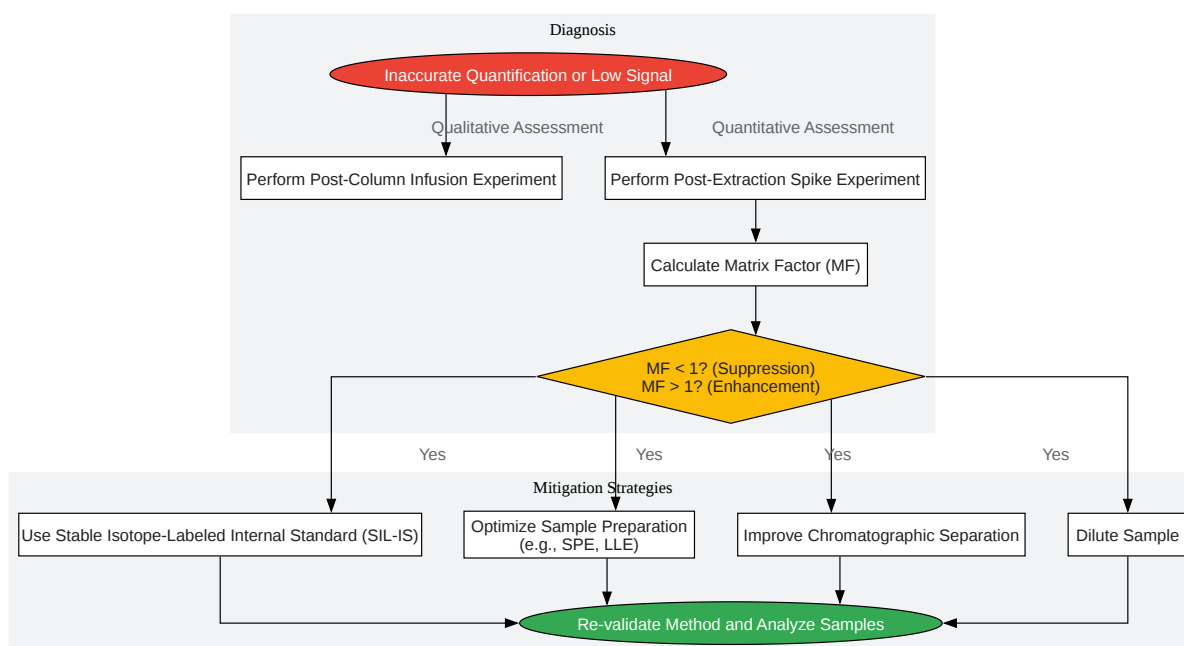 Diagnosis
Inaccurate Quantification or Low Signal
Qualitative Assessment
Quantitative Assessment
Perform Post-Column Infusion Experiment
Perform Post-Extraction Spike Experiment
Calculate Matrix Factor (MF)
MF < 1? (Suppression)
MF > 1? (Enhancement)
Yes
Yes
Yes
Yes
Mitigation Strategies
Use Stable Isotope-Labeled Internal Standard (SIL-IS)
Optimize Sample Preparation
(e.g., SPE, LLE)
Improve Chromatographic Separation
Dilute Sample
Re-validate Method and Analyze Samples